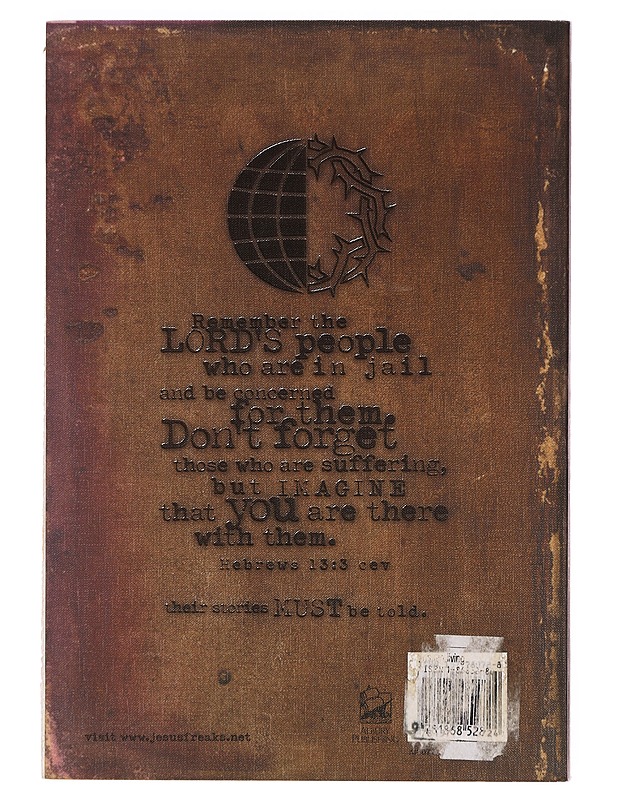 Remember the
LORD'S people
who are in jail
and be concerned
for them.
Don't forget
those who are suffering,
but IMAGINE
that you are there
with them.
Hebrews 13:3 cev
their stories MUST be told.
visit www.jesusfreaks.net
ALBURY
PUBLISHING